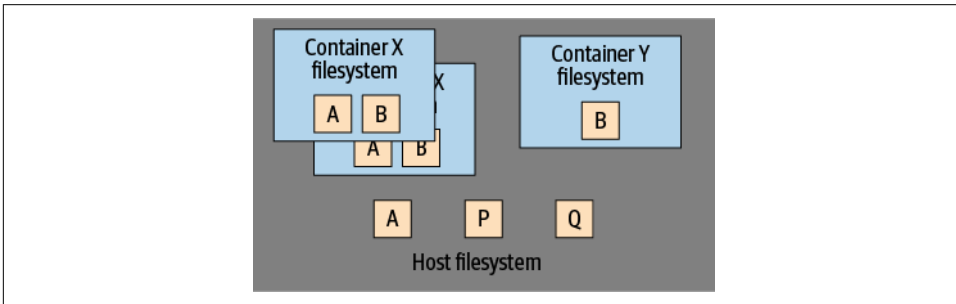 Container X
filesystem
A B
X
A B
Container Y
filesystem
B
A P Q
Host filesystem